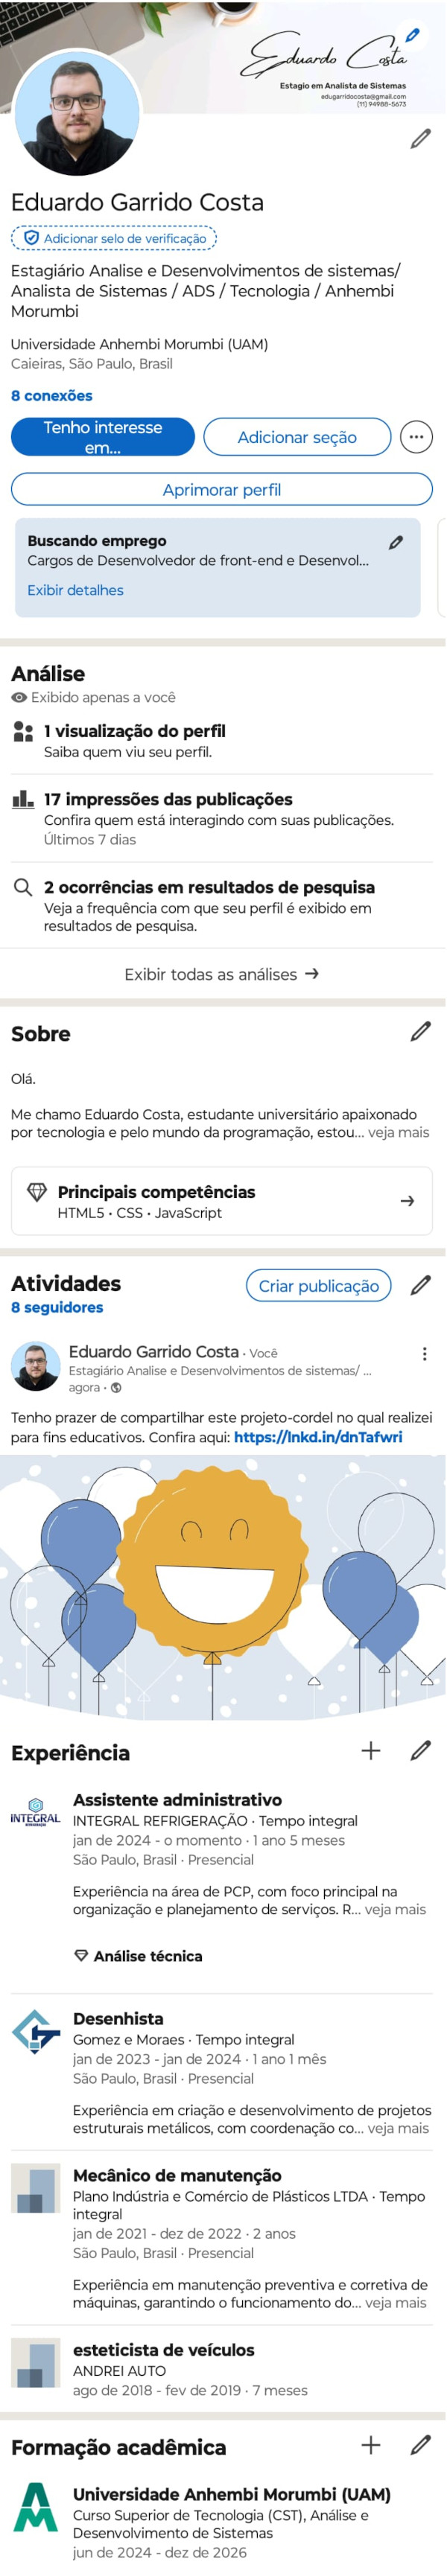 Eduardo Costa
Estagio em Analista de Sistemas
edugarridocosta@gmail.com
(11) 94988-5673
Eduardo Garrido Costa
Adicionar selo de verificação
Estagiário Analise e Desenvolvimentos de sistemas/
Analista de Sistemas / ADS / Tecnologia / Anhembi
Morumbi
Universidade Anhembi Morumbi (UAM)
Caieiras, São Paulo, Brasil
8 conexões
Tenho interesse
em...
Adicionar seção
Aprimorar perfil
Buscando emprego
Cargos de Desenvolvedor de front-end e Desenvol...
Exibir detalhes
Análise
Exibido apenas a você
1 visualização do perfil
Saiba quem viu seu perfil.
17 impressões das publicações
Confira quem está interagindo com suas publicações.
Últimos 7 dias
2 ocorrências em resultados de pesquisa
Veja a frequência com que seu perfil é exibido em
resultados de pesquisa.
Exibir todas as análises →
Sobre
Olá.
Me chamo Eduardo Costa, estudante universitário apaixonado
por tecnologia e pelo mundo da programação, estou... veja mais
Principais competências
HTML5 • CSS • JavaScript
Atividades
Criar publicação
8 seguidores
Eduardo Garrido Costa · Você
Estagiário Analise e Desenvolvimentos de sistemas/ ...
agora ·
Tenho prazer de compartilhar este projeto-cordel no qual realizei
para fins educativos. Confira aqui: https://lnkd.in/dnTafwri
Experiência
INTEGRAL
Assistente administrativo
INTEGRAL REFRIGERAÇÃO · Tempo integral
jan de 2024 - o momento · 1 ano 5 meses
São Paulo, Brasil · Presencial
Experiência na área de PCP, com foco principal na
organização e planejamento de serviços. R... veja mais
Análise técnica
Desenhista
Gomez e Moraes · Tempo integral
jan de 2023 - jan de 2024 · 1 ano 1 mês
São Paulo, Brasil · Presencial
Experiência em criação e desenvolvimento de projetos
estruturais metálicos, com coordenação co... veja mais
Mecânico de manutenção
Plano Indústria e Comércio de Plásticos LTDA · Tempo
integral
jan de 2021 - dez de 2022 · 2 anos
São Paulo, Brasil · Presencial
Experiência em manutenção preventiva e corretiva de
máquinas, garantindo o funcionamento do... veja mais
esteticista de veículos
ANDREI AUTO
ago de 2018 - fev de 2019 · 7 meses
Formação acadêmica
Universidade Anhembi Morumbi (UAM)
Curso Superior de Tecnologia (CST), Análise e
Desenvolvimento de Sistemas
jun de 2024 - dez de 2026